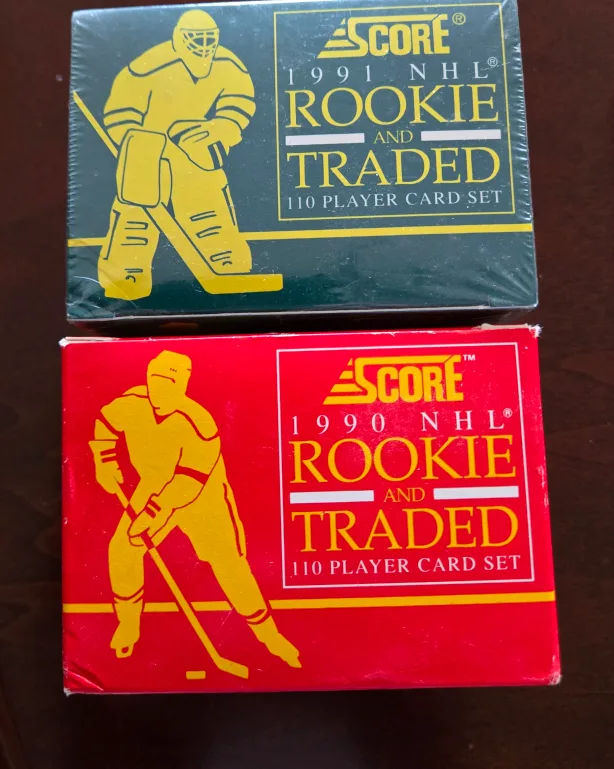 SCORE®
1991 NHL®
ROOKIE
AND
TRADED
110 PLAYER CARD SET
SCORE™
1990 NHL®
ROOKIE
AND
TRADED
110 PLAYER CARD SET